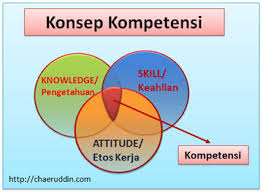 Konsep Kompetensi
KNOWLEDGE/
Pengetahuan
SKILL/
Keahlian
ATTITUDE/
Etos Kerja
Kompetensi
http://chaeruddin.com